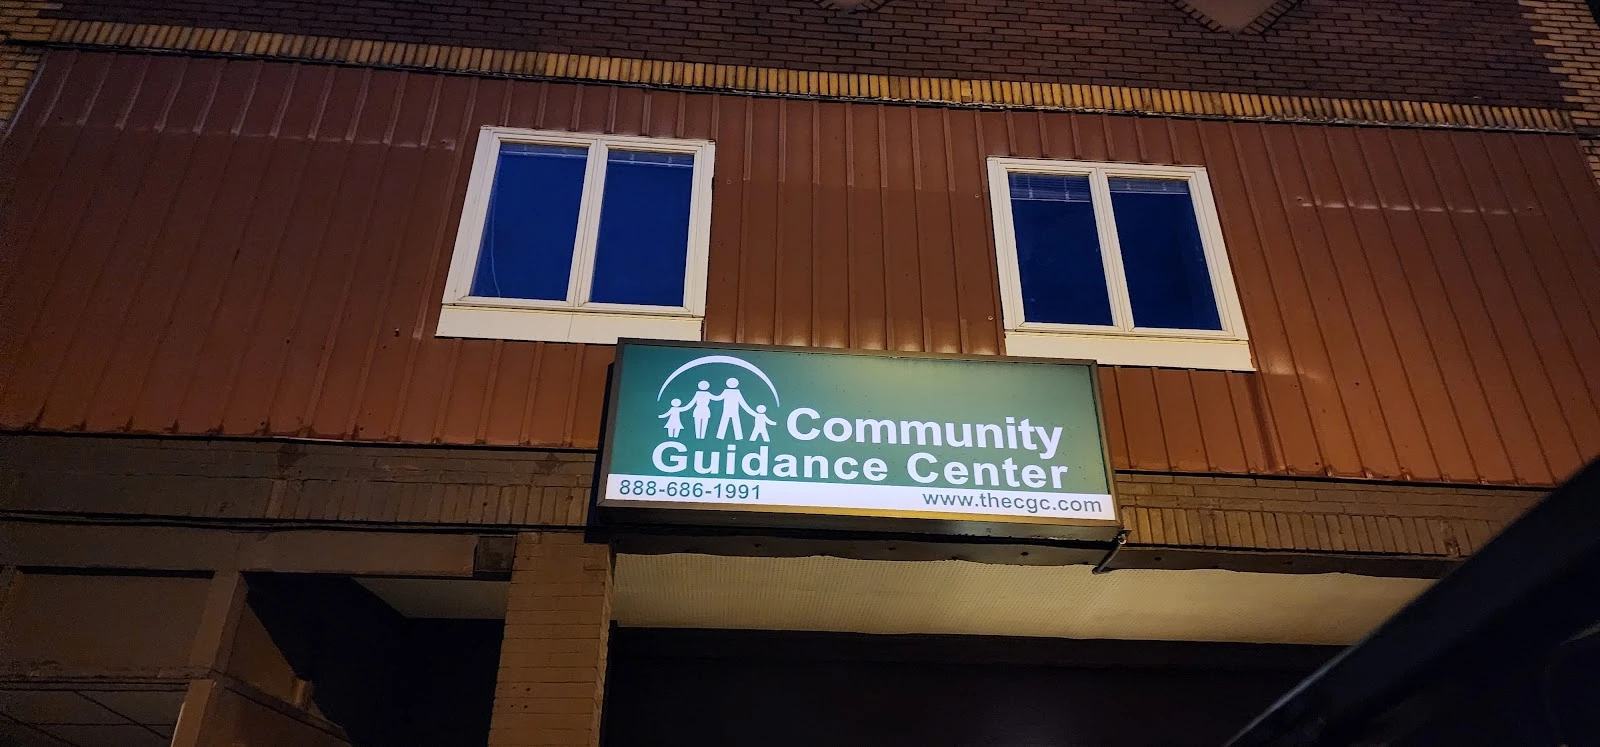 Community
Guidance Center
888-686-1991
www.thecgc.com